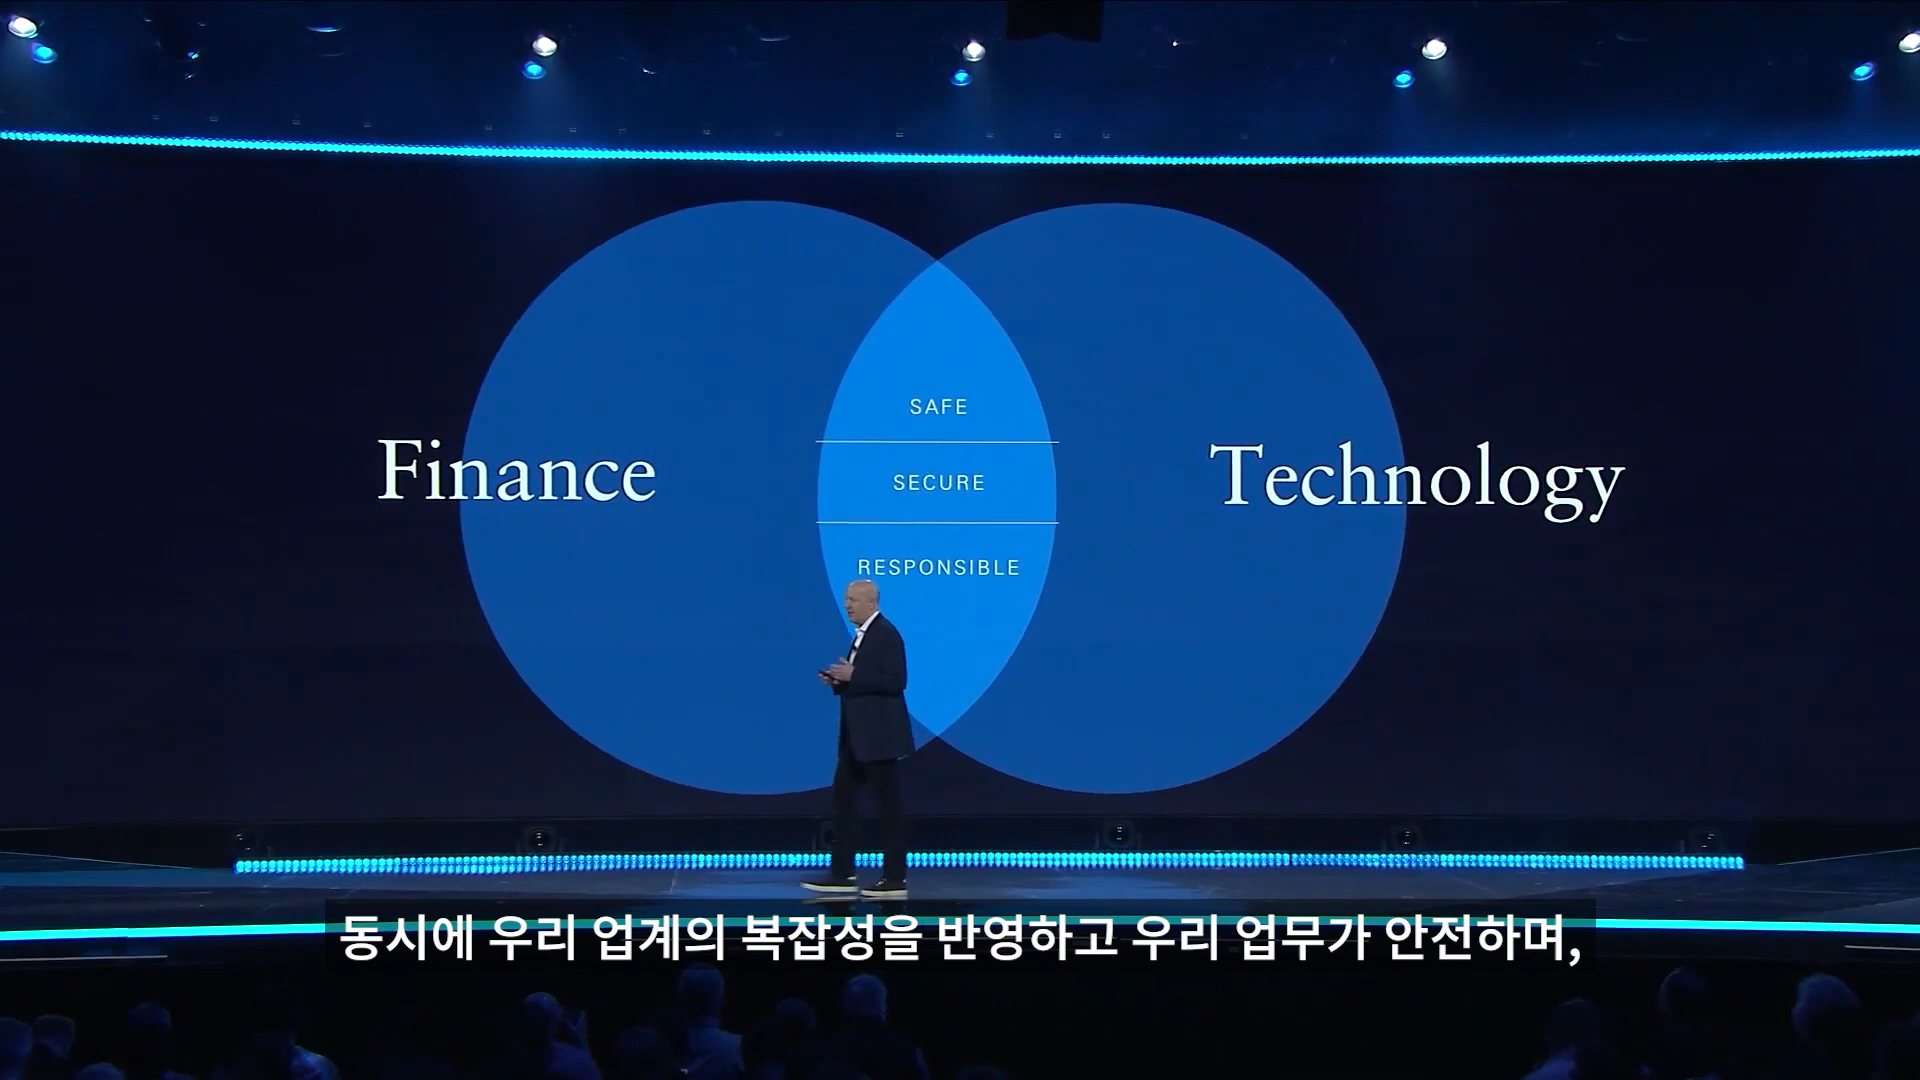 SAFE
Finance
SECURE
Technology
RESPONSIBLE
동시에 우리 업계의 복잡성을 반영하고 우리 업무가 안전하며,